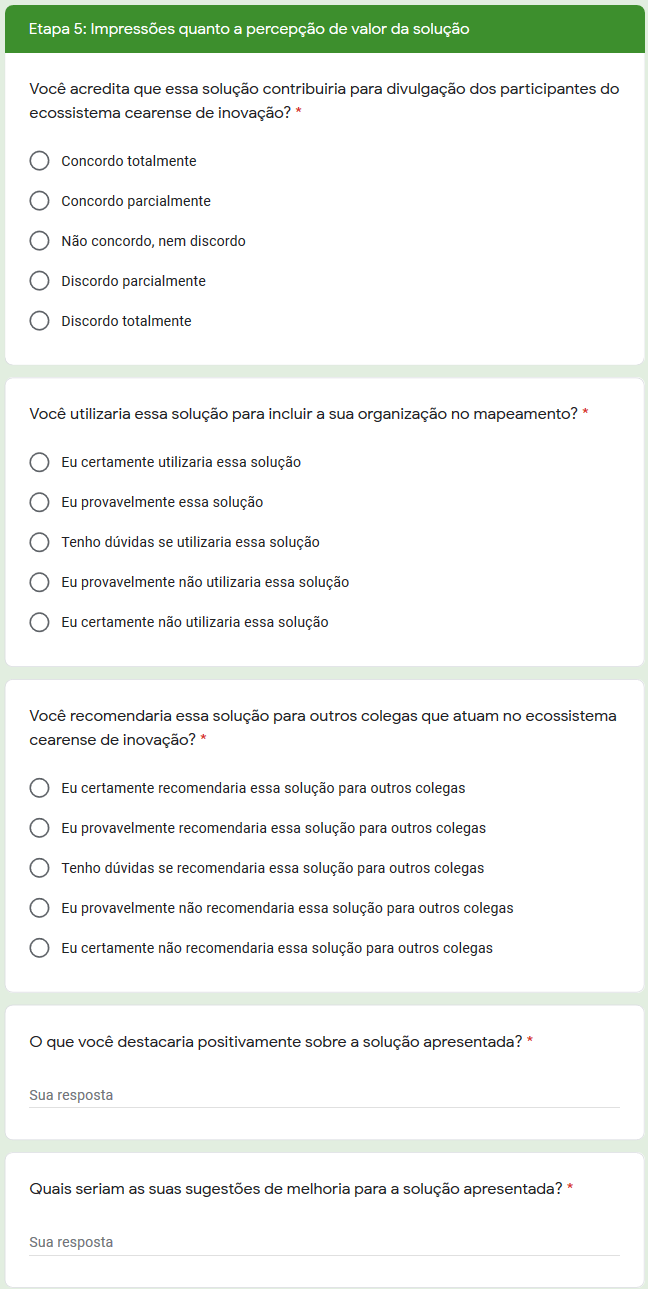 Etapa 5: Impressões quanto a percepção de valor da solução
Você acredita que essa solução contribuiria para divulgação dos participantes do
ecossistema cearense de inovação? *
Concordo totalmente
Concordo parcialmente
Não concordo, nem discordo
Discordo parcialmente
Discordo totalmente
Você utilizaria essa solução para incluir a sua organização no mapeamento? *
Eu certamente utilizaria essa solução
Eu provavelmente essa solução
Tenho dúvidas se utilizaria essa solução
Eu provavelmente não utilizaria essa solução
Eu certamente não utilizaria essa solução
Você recomendaria essa solução para outros colegas que atuam no ecossistema
cearense de inovação? *
Eu certamente recomendaria essa solução para outros colegas
Eu provavelmente recomendaria essa solução para outros colegas
Tenho dúvidas se recomendaria essa solução para outros colegas
Eu provavelmente não recomendaria essa solução para outros colegas
Eu certamente não recomendaria essa solução para outros colegas
O que você destacaria positivamente sobre a solução apresentada? *
Sua resposta
Quais seriam as suas sugestões de melhoria para a solução apresentada? *
Sua resposta